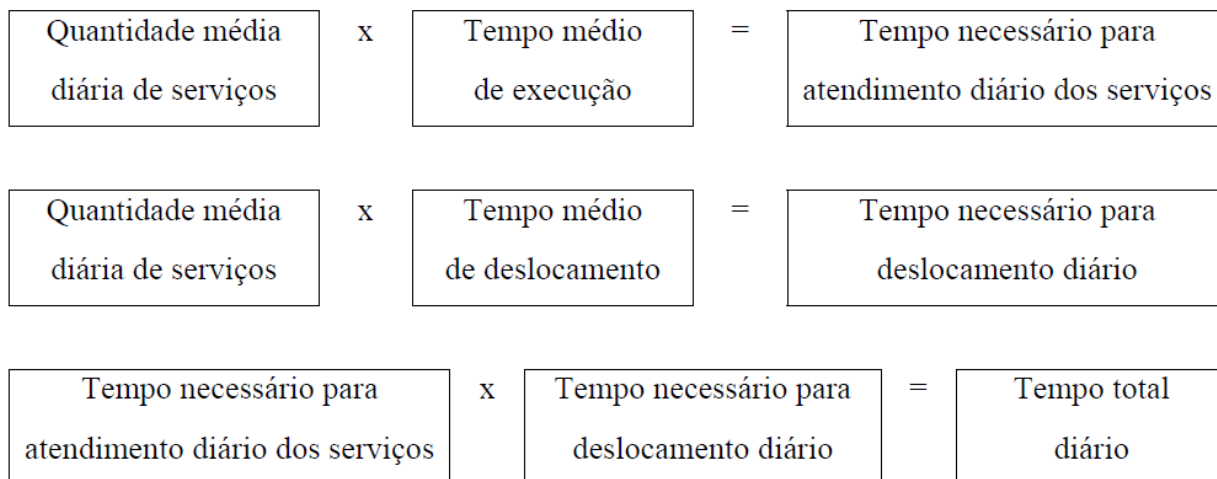 Quantidade média x Tempo médio = Tempo necessário para
diária de serviços de execução atendimento diário dos serviços
Quantidade média x Tempo médio = Tempo necessário para
diária de serviços de deslocamento deslocamento diário
Tempo necessário para x Tempo necessário para = Tempo total
atendimento diário dos serviços deslocamento diário diário